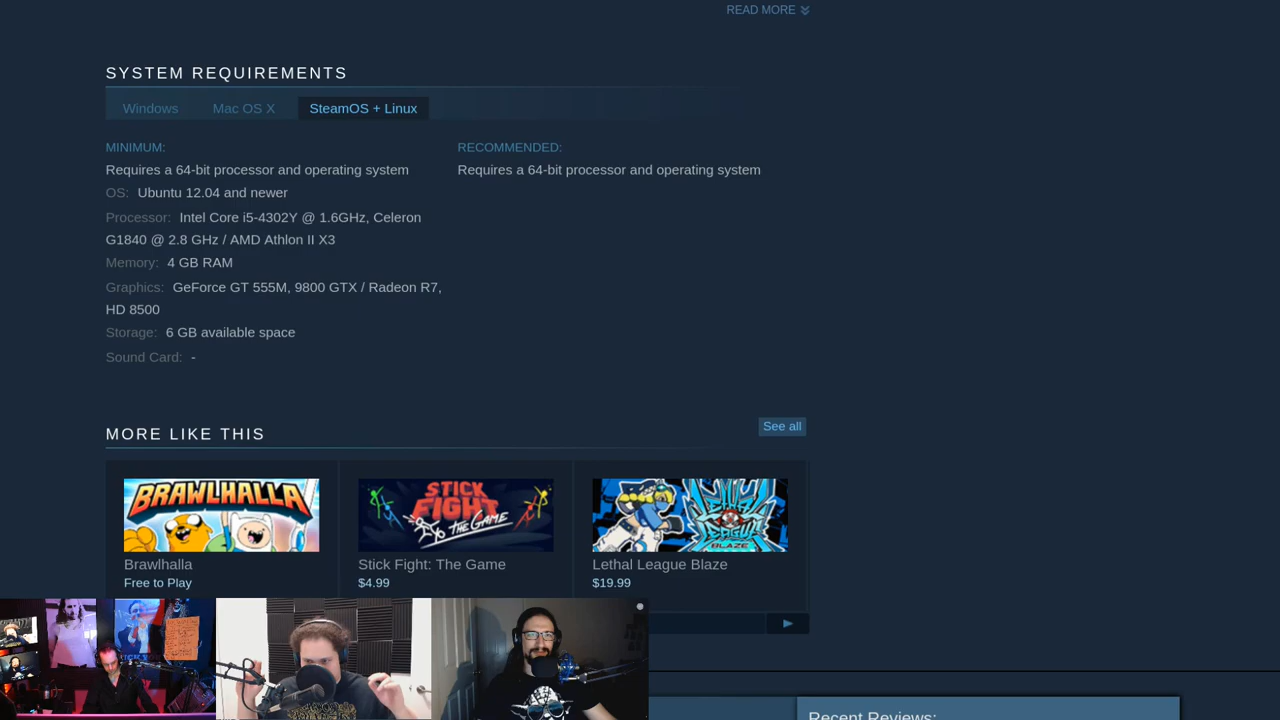 READ MORE
SYSTEM REQUIREMENTS
Windows Mac OS X SteamOS + Linux
MINIMUM:
Requires a 64-bit processor and operating system
OS: Ubuntu 12.04 and newer
Processor: Intel Core i5-4302Y @ 1.6GHz, Celeron
G1840 @ 2.8 GHz / AMD Athlon II X3
Memory: 4 GB RAM
Graphics: GeForce GT 555M, 9800 GTX / Radeon R7,
HD 8500
Storage: 6 GB available space
Sound Card: -
RECOMMENDED:
Requires a 64-bit processor and operating system
MORE LIKE THIS
See all
BRAWLHALLA
Brawlhalla
Free to Play
STICK
FIGHT
THE GAME
Stick Fight: The Game
$4.99
LETHAL
LEAGUE
BLAZE
Lethal League Blaze
$19.99
Recent Reviews: